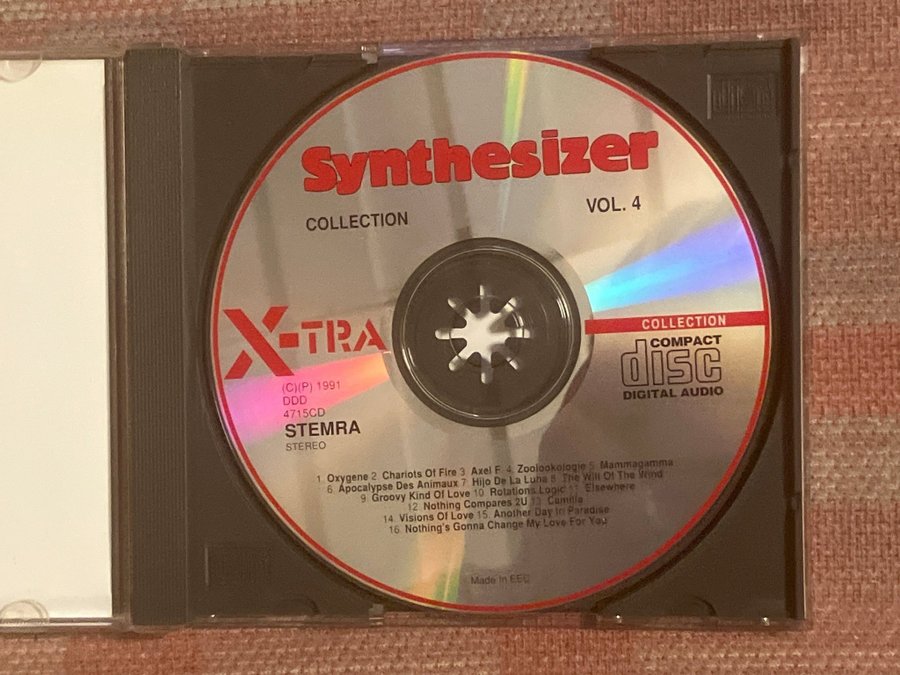 Synthesizer
COLLECTION VOL. 4
X-TRA
COLLECTION
COMPACT
disc
DIGITAL AUDIO
(C)(P) 1991
DDD
4715CD
STEMRA
STEREO
1. Oxygene 2 Chariots Of Fire 3 Axel F. 4. Zoolookologie 5 Mammagamma
6. Apocalypse Des Animaux 7 Hijo De La Luna 8 The Will Of The Wind
9. Groovy Kind Of Love 10 Rotations Logic 11 Elsewhere
12 Nothing Compares 2U 13 Camilla
14. Visions Of Love 15. Another Day In Paradise
16 Nothing's Gonna Change My Love For You
Made in EEC